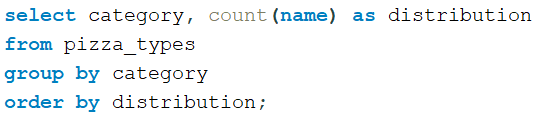 select category, count(name) as distribution
from pizza_types
group by category
order by distribution;